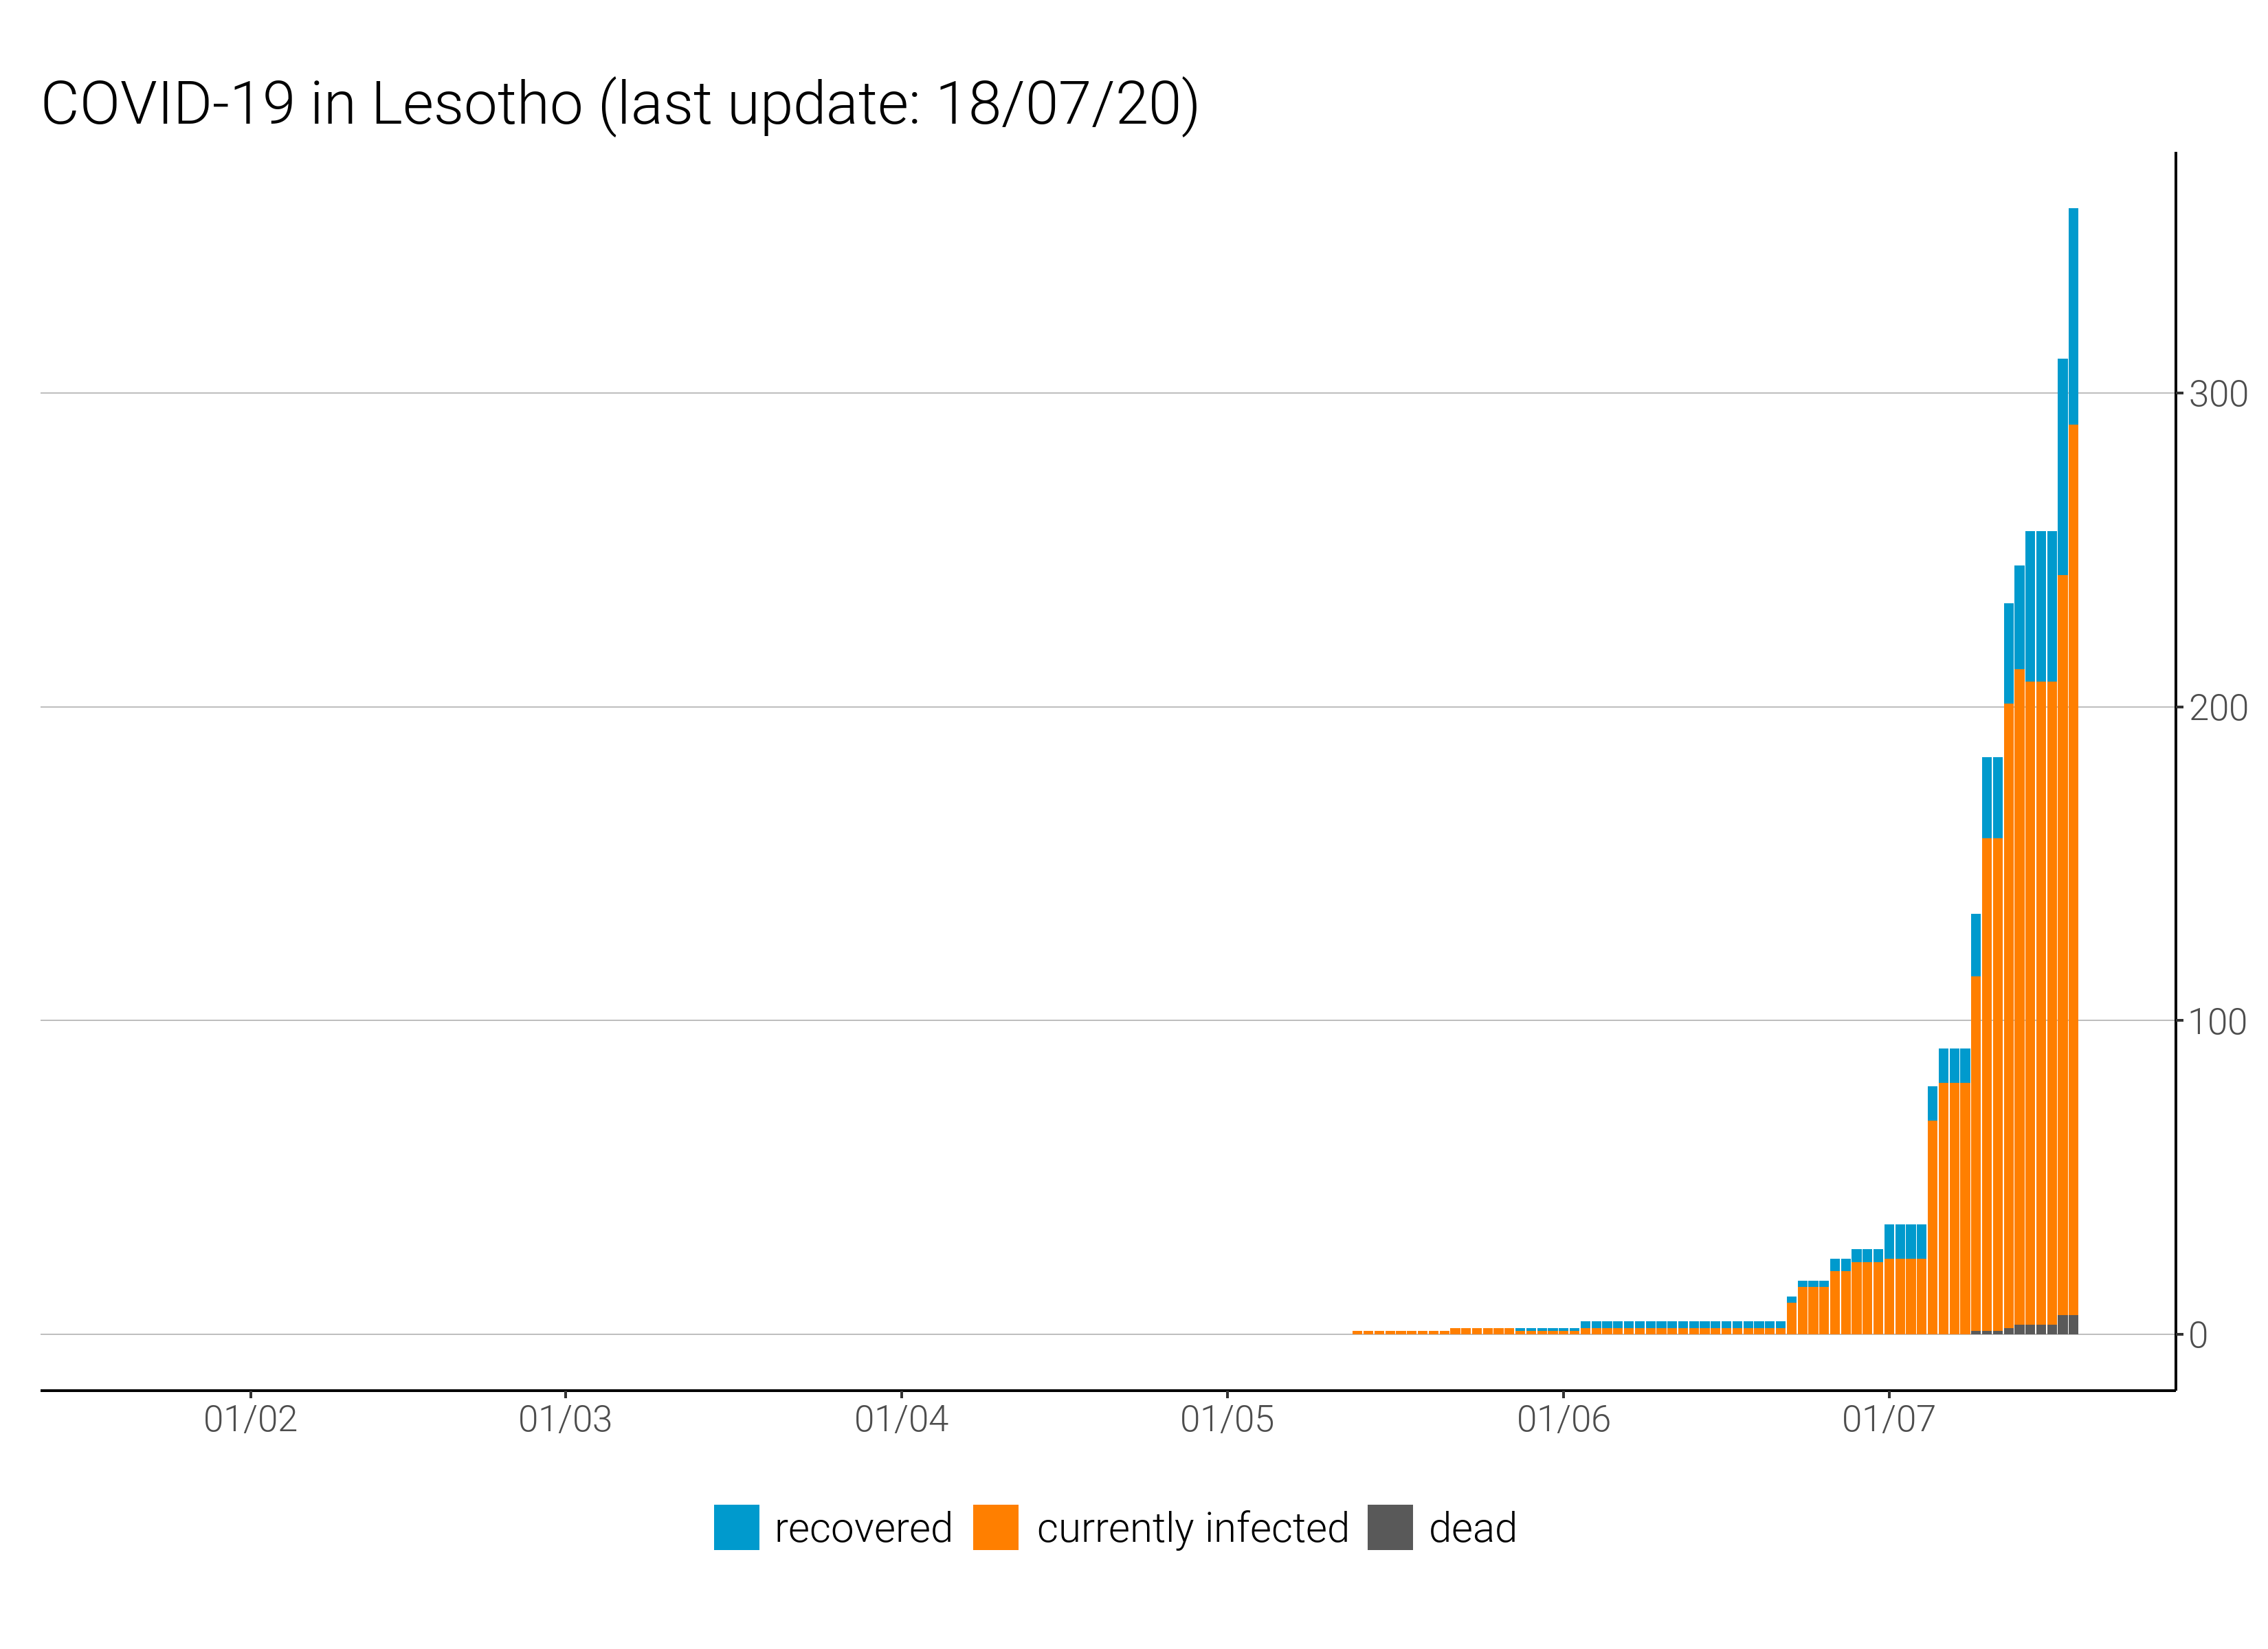 COVID-19 in Lesotho (last update: 18/07/20)
300
200
100
0
01/02 01/03 01/04 01/05 01/06 01/07
recovered currently infected dead